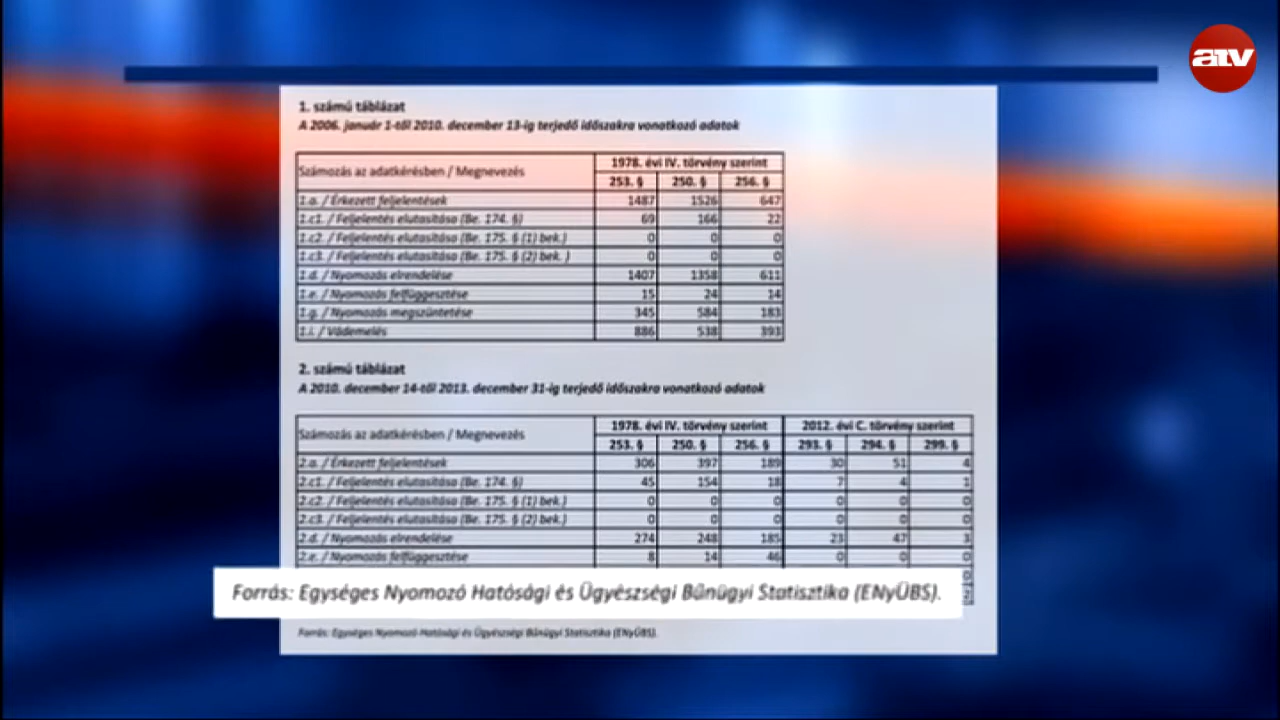 atv
1. számú táblázat
A 2006. január 1-től 2010. december 13-ig terjedő időszakra vonatkozó adatok
Számozás az adatkérésben / Megnevezés 1978. évi IV. törvény szerint
253. § 250. § 256. §
1.a. / Érkezett feljelentések 1487 1526 647
1.c1. / Feljelentés elutasítása (Be. 174. §) 69 166 22
1.c2. / Feljelentés elutasítása (Be. 175. § (1) bek.) 0 0 0
1.c3. / Feljelentés elutasítása (Be. 175. § (2) bek. ) 0 0 0
1.d. / Nyomozás elrendelése 1407 1358 611
1.e. / Nyomozás felfüggesztése 15 24 14
1.g. / Nyomozás megszüntetése 345 584 183
1.i. / Vádemelés 886 538 393
2. számú táblázat
A 2010. december 14-től 2013. december 31-ig terjedő időszakra vonatkozó adatok
Számozás az adatkérésben / Megnevezés 1978. évi IV. törvény szerint 2012. évi C. törvény szerint
253. § 250. § 256. § 293. § 294. § 299. §
2.a. / Érkezett feljelentések 306 397 189 30 51 4
2.c1. / Feljelentés elutasítása (Be. 174. §) 45 154 18 7 4 1
2.c2. / Feljelentés elutasítása (Be. 175. § (1) bek.) 0 0 0 0 0 0
2.c3. / Feljelentés elutasítása (Be. 175. § (2) bek.) 0 0 0 0 0 0
2.d. / Nyomozás elrendelése 274 248 185 23 47 3
2.e. / Nyomozás felfüggesztése 8 14 46 0 0 0
Forrás: Egységes Nyomozó Hatósági és Ügyészségi Bűnügyi Statisztika (ENyÜBS).
Forrás: Egységes Nyomozó Hatósági és Ügyészségi Bűnügyi Statisztika (ENyÜBS).